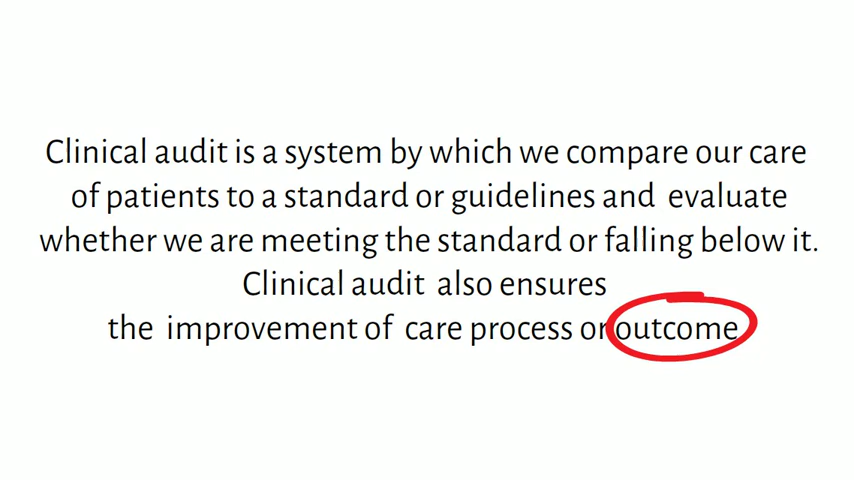 Clinical audit is a system by which we compare our care
of patients to a standard or guidelines and evaluate
whether we are meeting the standard or falling below it.
Clinical audit also ensures
the improvement of care process or outcome